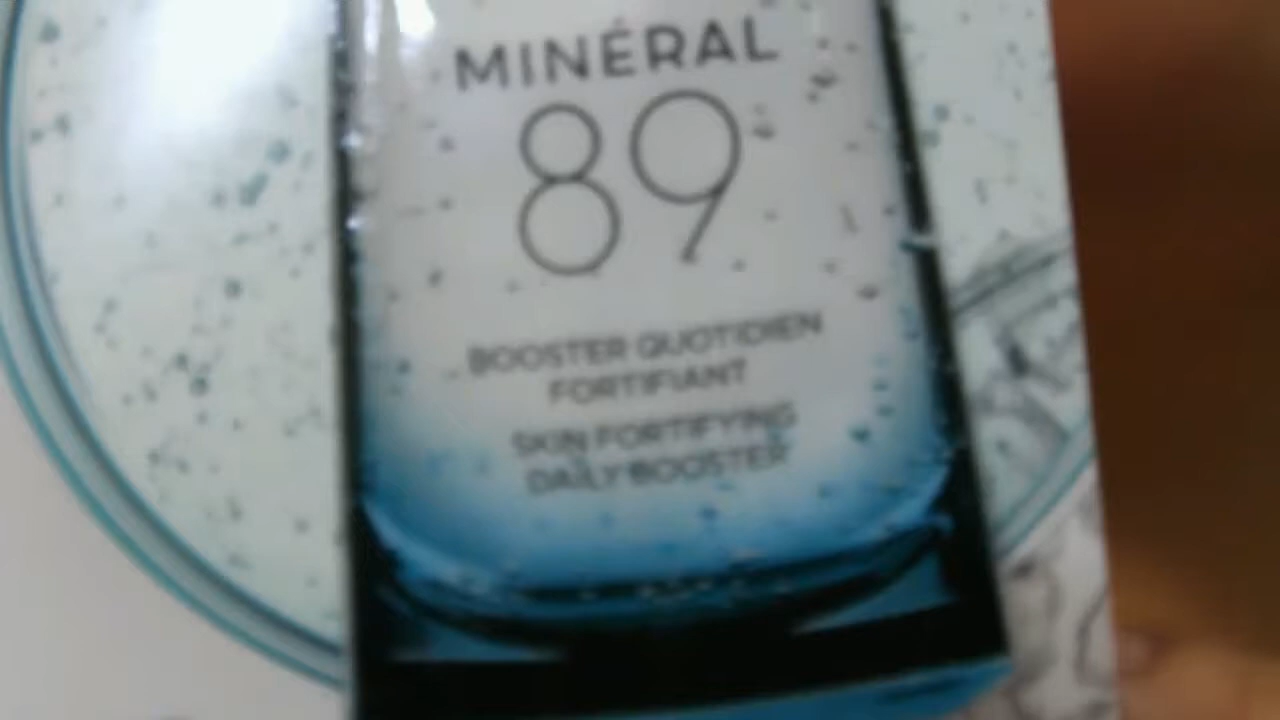 MINÉRAL
89
BOOSTER QUOTIDIEN
FORTIFIANT
SKIN FORTIFYING
DAILY BOOSTER